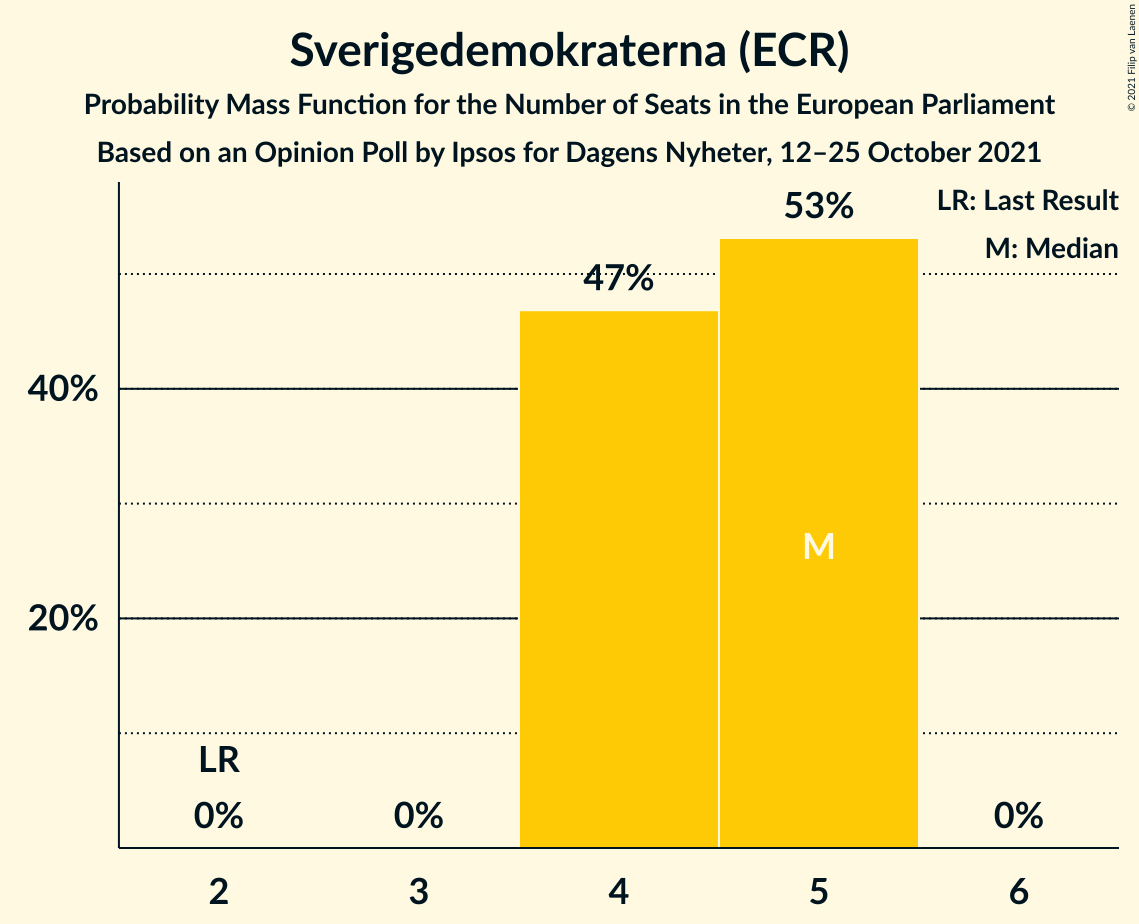 Sverigedemokraterna (ECR)
Probability Mass Function for the Number of Seats in the European Parliament
Based on an Opinion Poll by Ipsos for Dagens Nyheter, 12–25 October 2021
© 2021 Filip van Laenen
LR: Last Result
M: Median
53%
47%
40%
M
20%
LR
0%
0%
0%
2
3
4
5
6